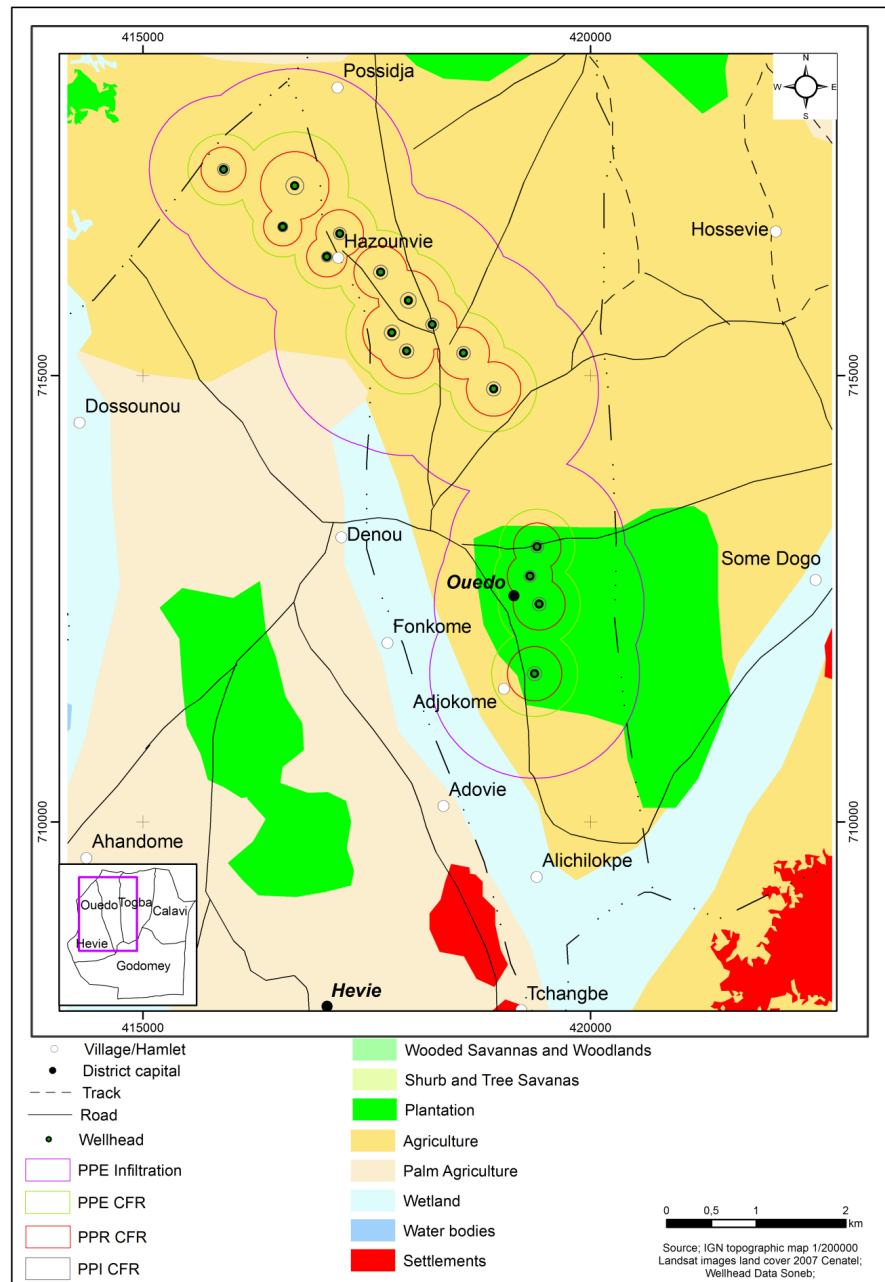 415000 420000
N
W E
S
Possidja
Hossevie
Hazounvie
715000 715000
Dossounou
Denou
Some Dogo
Ouedo
Fonkome
Adjokome
Adovie
710000 710000
Ahandome
Alichilokpe
Ouedo Togba
Calavi
Hevie
Godomey
Hevie
Tchangbe
415000 420000
Village/Hamlet
District capital
Track
Road
Wellhead
PPE Infiltration
PPE CFR
PPR CFR
PPI CFR
Wooded Savannas and Woodlands
Shurb and Tree Savanas
Plantation
Agriculture
Palm Agriculture
Wetland
Water bodies
Settlements
0 0,5 1 2
km
Source; IGN topographic map 1/200000
Landsat images land cover 2007 Cenatel;
Wellhead Data Soneb;